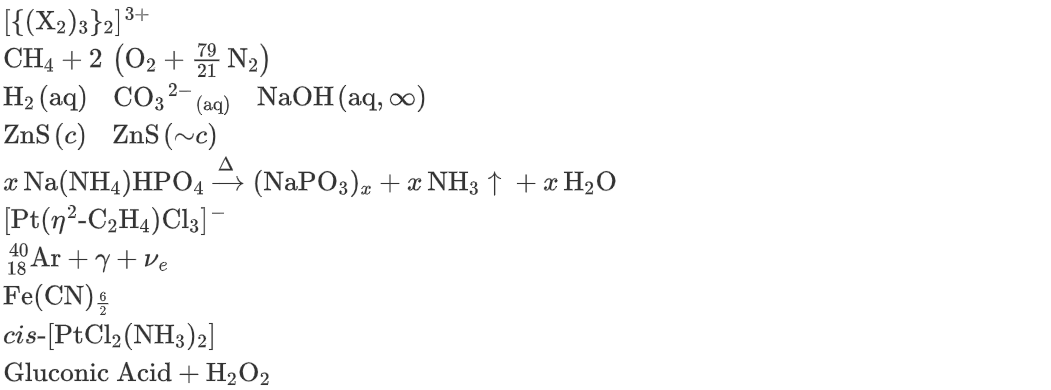 [{(X₂)₃}₂]³⁺
CH₄ + 2 (O₂ + 79/21 N₂)
H₂ (aq) CO₃²⁻(aq) NaOH (aq, ∞)
ZnS (c) ZnS (∼c)
x Na(NH₄)HPO₄ —Δ→ (NaPO₃)ₓ + x NH₃ ↑ + x H₂O
[Pt(η²-C₂H₄)Cl₃]⁻
⁴⁰₁₈Ar + γ + νₑ
Fe(CN)₆⁄₂
cis-[PtCl₂(NH₃)₂]
Gluconic Acid + H₂O₂